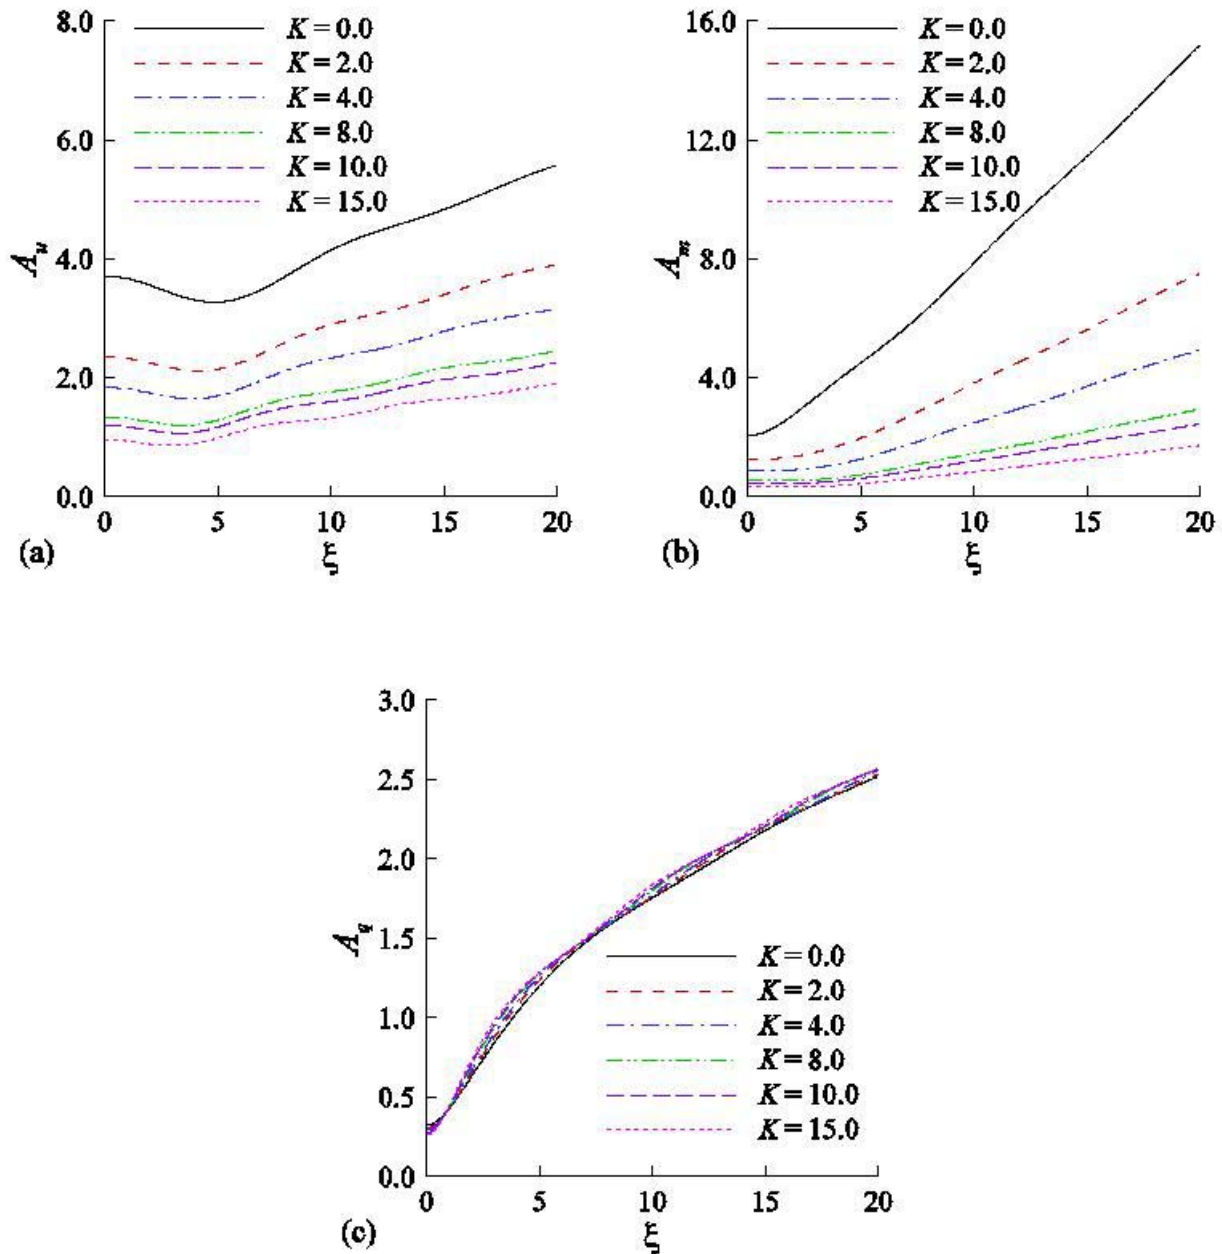 8.0
6.0
4.0
2.0
0.0
A_u
K = 0.0
K = 2.0
K = 4.0
K = 8.0
K = 10.0
K = 15.0
0 5 10 15 20
(a) ξ
16.0
12.0
8.0
4.0
0.0
A_m
K = 0.0
K = 2.0
K = 4.0
K = 8.0
K = 10.0
K = 15.0
0 5 10 15 20
(b) ξ
3.0
2.5
2.0
1.5
1.0
0.5
0.0
A_q
K = 0.0
K = 2.0
K = 4.0
K = 8.0
K = 10.0
K = 15.0
0 5 10 15 20
(c) ξ